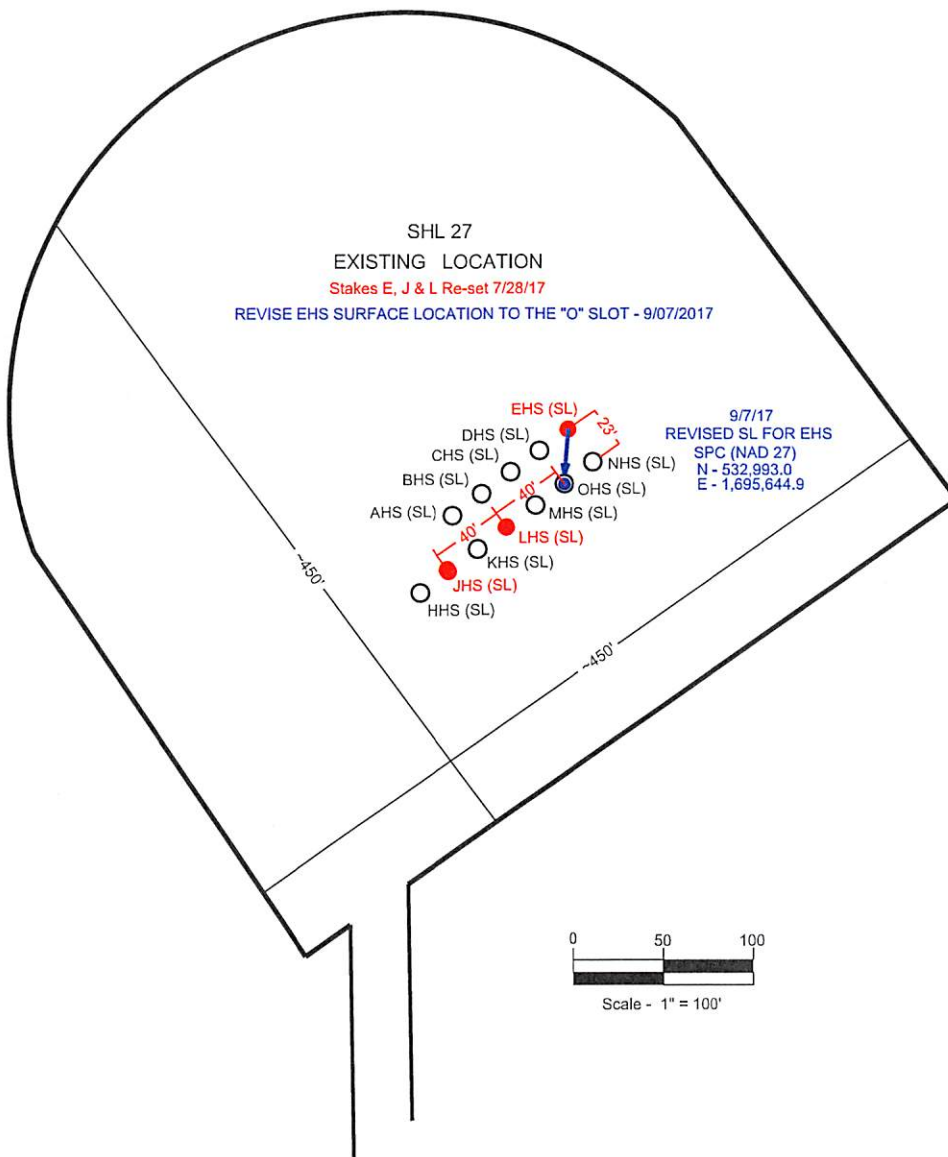 SHL 27
EXISTING LOCATION
Stakes E, J & L Re-set 7/28/17
REVISE EHS SURFACE LOCATION TO THE "O" SLOT - 9/07/2017
EHS (SL)
23'
9/7/17
REVISED SL FOR EHS
SPC (NAD 27)
N - 532,993.0
E - 1,695,644.9
DHS (SL)
NHS (SL)
CHS (SL)
BHS (SL)
40'
OHS (SL)
AHS (SL)
MHS (SL)
40'
LHS (SL)
KHS (SL)
JHS (SL)
HHS (SL)
~450'
~450'
0 50 100
Scale - 1" = 100'